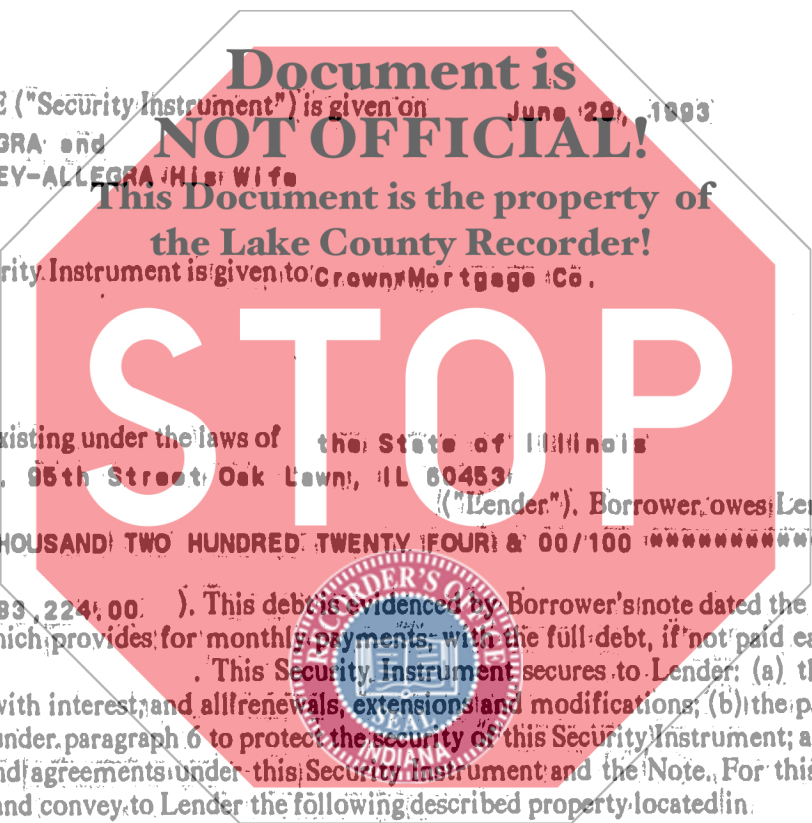 Document is
E ("Security Instrument") is given on June 29, 1993
NOT OFFICIAL!
GRA and
EY-ALLEGRA His Wife
This Document is the property of
the Lake County Recorder!
rity Instrument is given to Crown Mortgage Co.
STOP
xisting under the laws of the State of Illinois
. 95th Street Oak Lawn, IL 60453
("Lender"). Borrower owes Len
HOUSAND TWO HUNDRED TWENTY FOUR & 00/100 ************
83,224.00 ). This debt is evidenced by Borrower's note dated the
hich provides for monthly payments, with the full debt, if not paid ea
. This Security Instrument secures to Lender: (a) th
with interest, and all renewals, extensions and modifications; (b) the pa
under paragraph 6 to protect the security of this Security Instrument; a
nd agreements under this Security Instrument and the Note. For this
nd convey to Lender the following described property located in
RECORDER'S OFFICE
SEAL
INDIANA